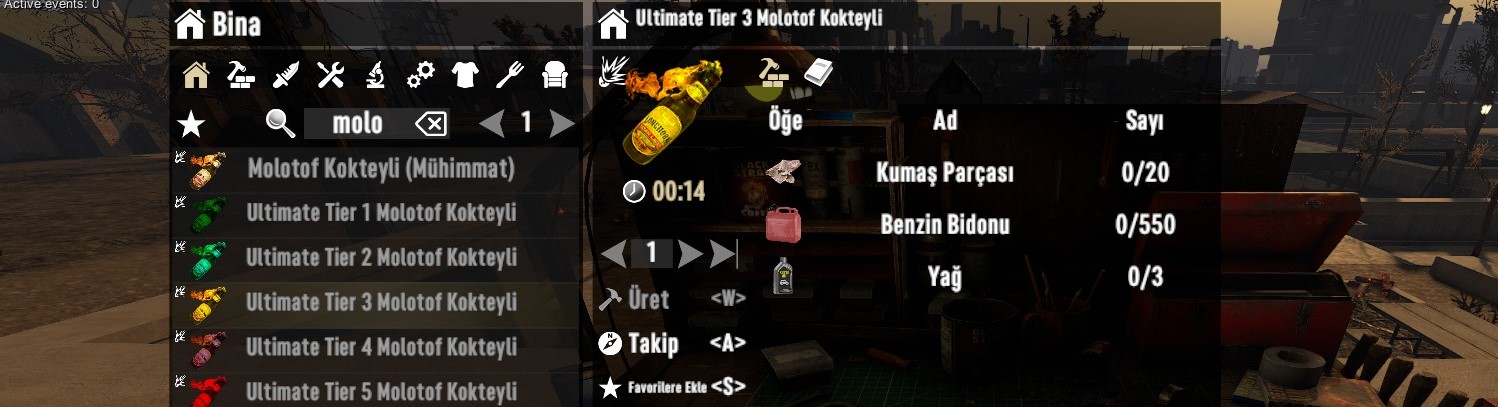 Active events: 0
Bina
molo
1
Molotof Kokteyli (Mühimmat)
Ultimate Tier 1 Molotof Kokteyli
Ultimate Tier 2 Molotof Kokteyli
Ultimate Tier 3 Molotof Kokteyli
Ultimate Tier 4 Molotof Kokteyli
Ultimate Tier 5 Molotof Kokteyli
Ultimate Tier 3 Molotof Kokteyli
00:14
1
Üret <W>
Takip <A>
Favorilere Ekle <S>
Öğe Ad Sayı
Kumaş Parçası 0/20
Benzin Bidonu 0/550
Yağ 0/3